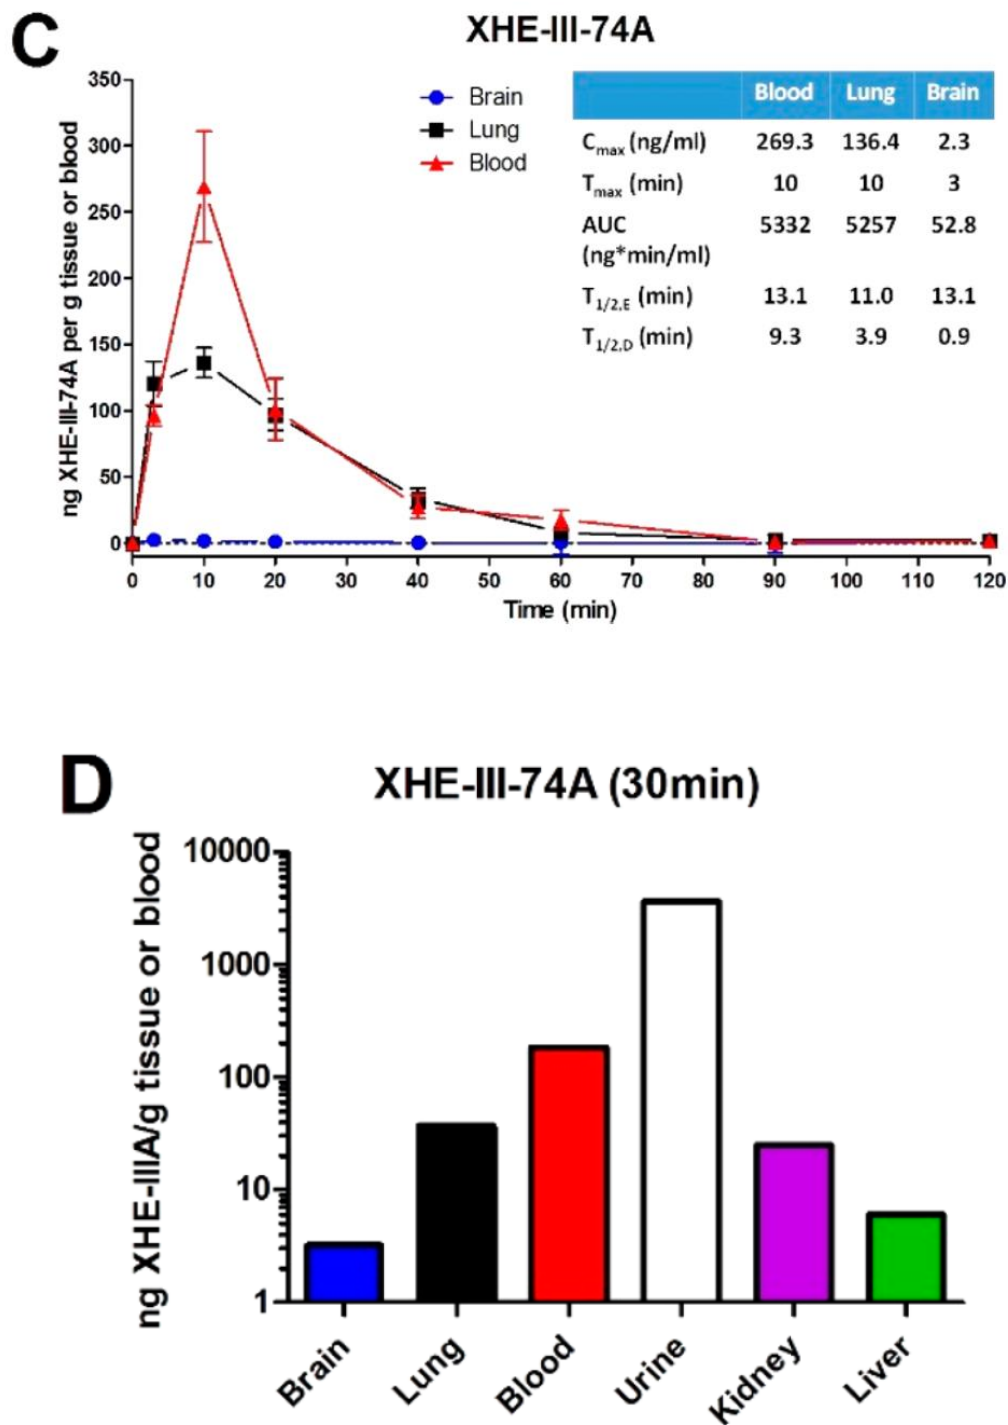 C
XHE-III-74A
ng XHE-III-74A per g tissue or blood
350
300
250
200
150
100
50
0
0 10 20 30 40 50 60 70 80 90 100 110 120
Time (min)
Brain
Lung
Blood
Blood Lung Brain
Cmax (ng/ml) 269.3 136.4 2.3
Tmax (min) 10 10 3
AUC 5332 5257 52.8
(ng*min/ml)
T1/2,E (min) 13.1 11.0 13.1
T1/2,D (min) 9.3 3.9 0.9
D
XHE-III-74A (30min)
ng XHE-IIIA/g tissue or blood
10000
1000
100
10
1
Brain Lung Blood Urine Kidney Liver